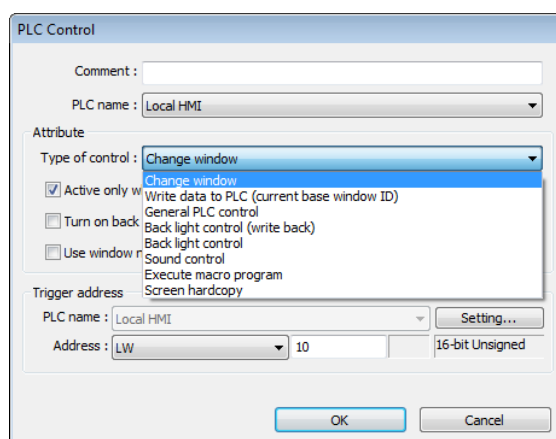 PLC Control
Comment :
PLC name : Local HMI
Attribute
Type of control : Change window
Change window
Write data to PLC (current base window ID)
General PLC control
Back light control (write back)
Back light control
Sound control
Execute macro program
Screen hardcopy
Active only
Turn on back
Use window
Trigger address
PLC name : Local HMI Setting...
Address : LW 10 16-bit Unsigned
OK Cancel